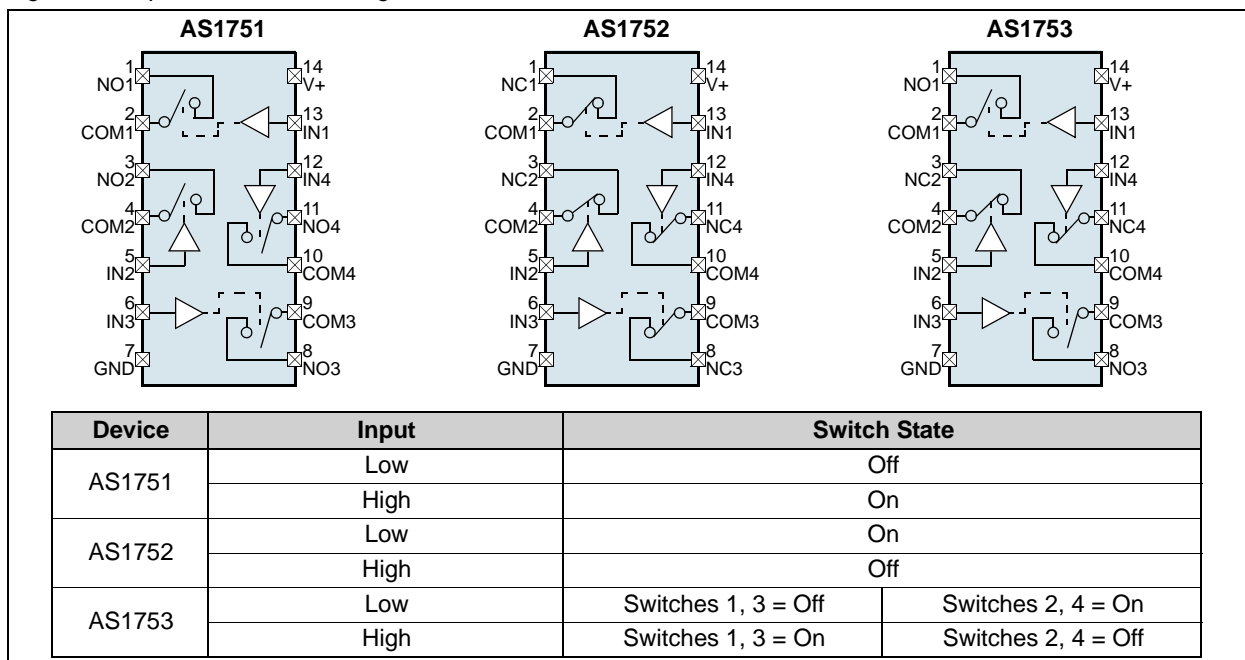 AS1751
AS1752
AS1753
1
NO1
2
COM1
3
NO2
4
COM2
5
IN2
6
IN3
7
GND
14
V+
13
IN1
12
IN4
11
NO4
10
COM4
9
COM3
8
NO3
1
NC1
2
COM1
3
NC2
4
COM2
5
IN2
6
IN3
7
GND
14
V+
13
IN1
12
IN4
11
NC4
10
COM4
9
COM3
8
NC3
1
NO1
2
COM1
3
NC2
4
COM2
5
IN2
6
IN3
7
GND
14
V+
13
IN1
12
IN4
11
NC4
10
COM4
9
COM3
8
NO3
Device Input Switch State
AS1751 Low Off
High On
AS1752 Low On
High Off
AS1753 Low Switches 1, 3 = Off Switches 2, 4 = On
High Switches 1, 3 = On Switches 2, 4 = Off